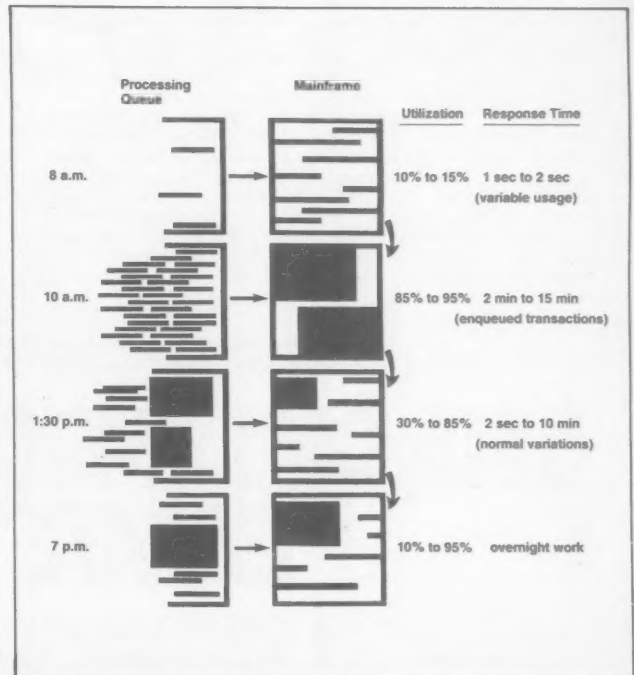 Processing
Queue
Mainframe
Utilization
Response Time
8 a.m.
10% to 15%
1 sec to 2 sec
(variable usage)
10 a.m.
85% to 95%
2 min to 15 min
(enqueued transactions)
1:30 p.m.
30% to 85%
2 sec to 10 min
(normal variations)
7 p.m.
10% to 95%
overnight work